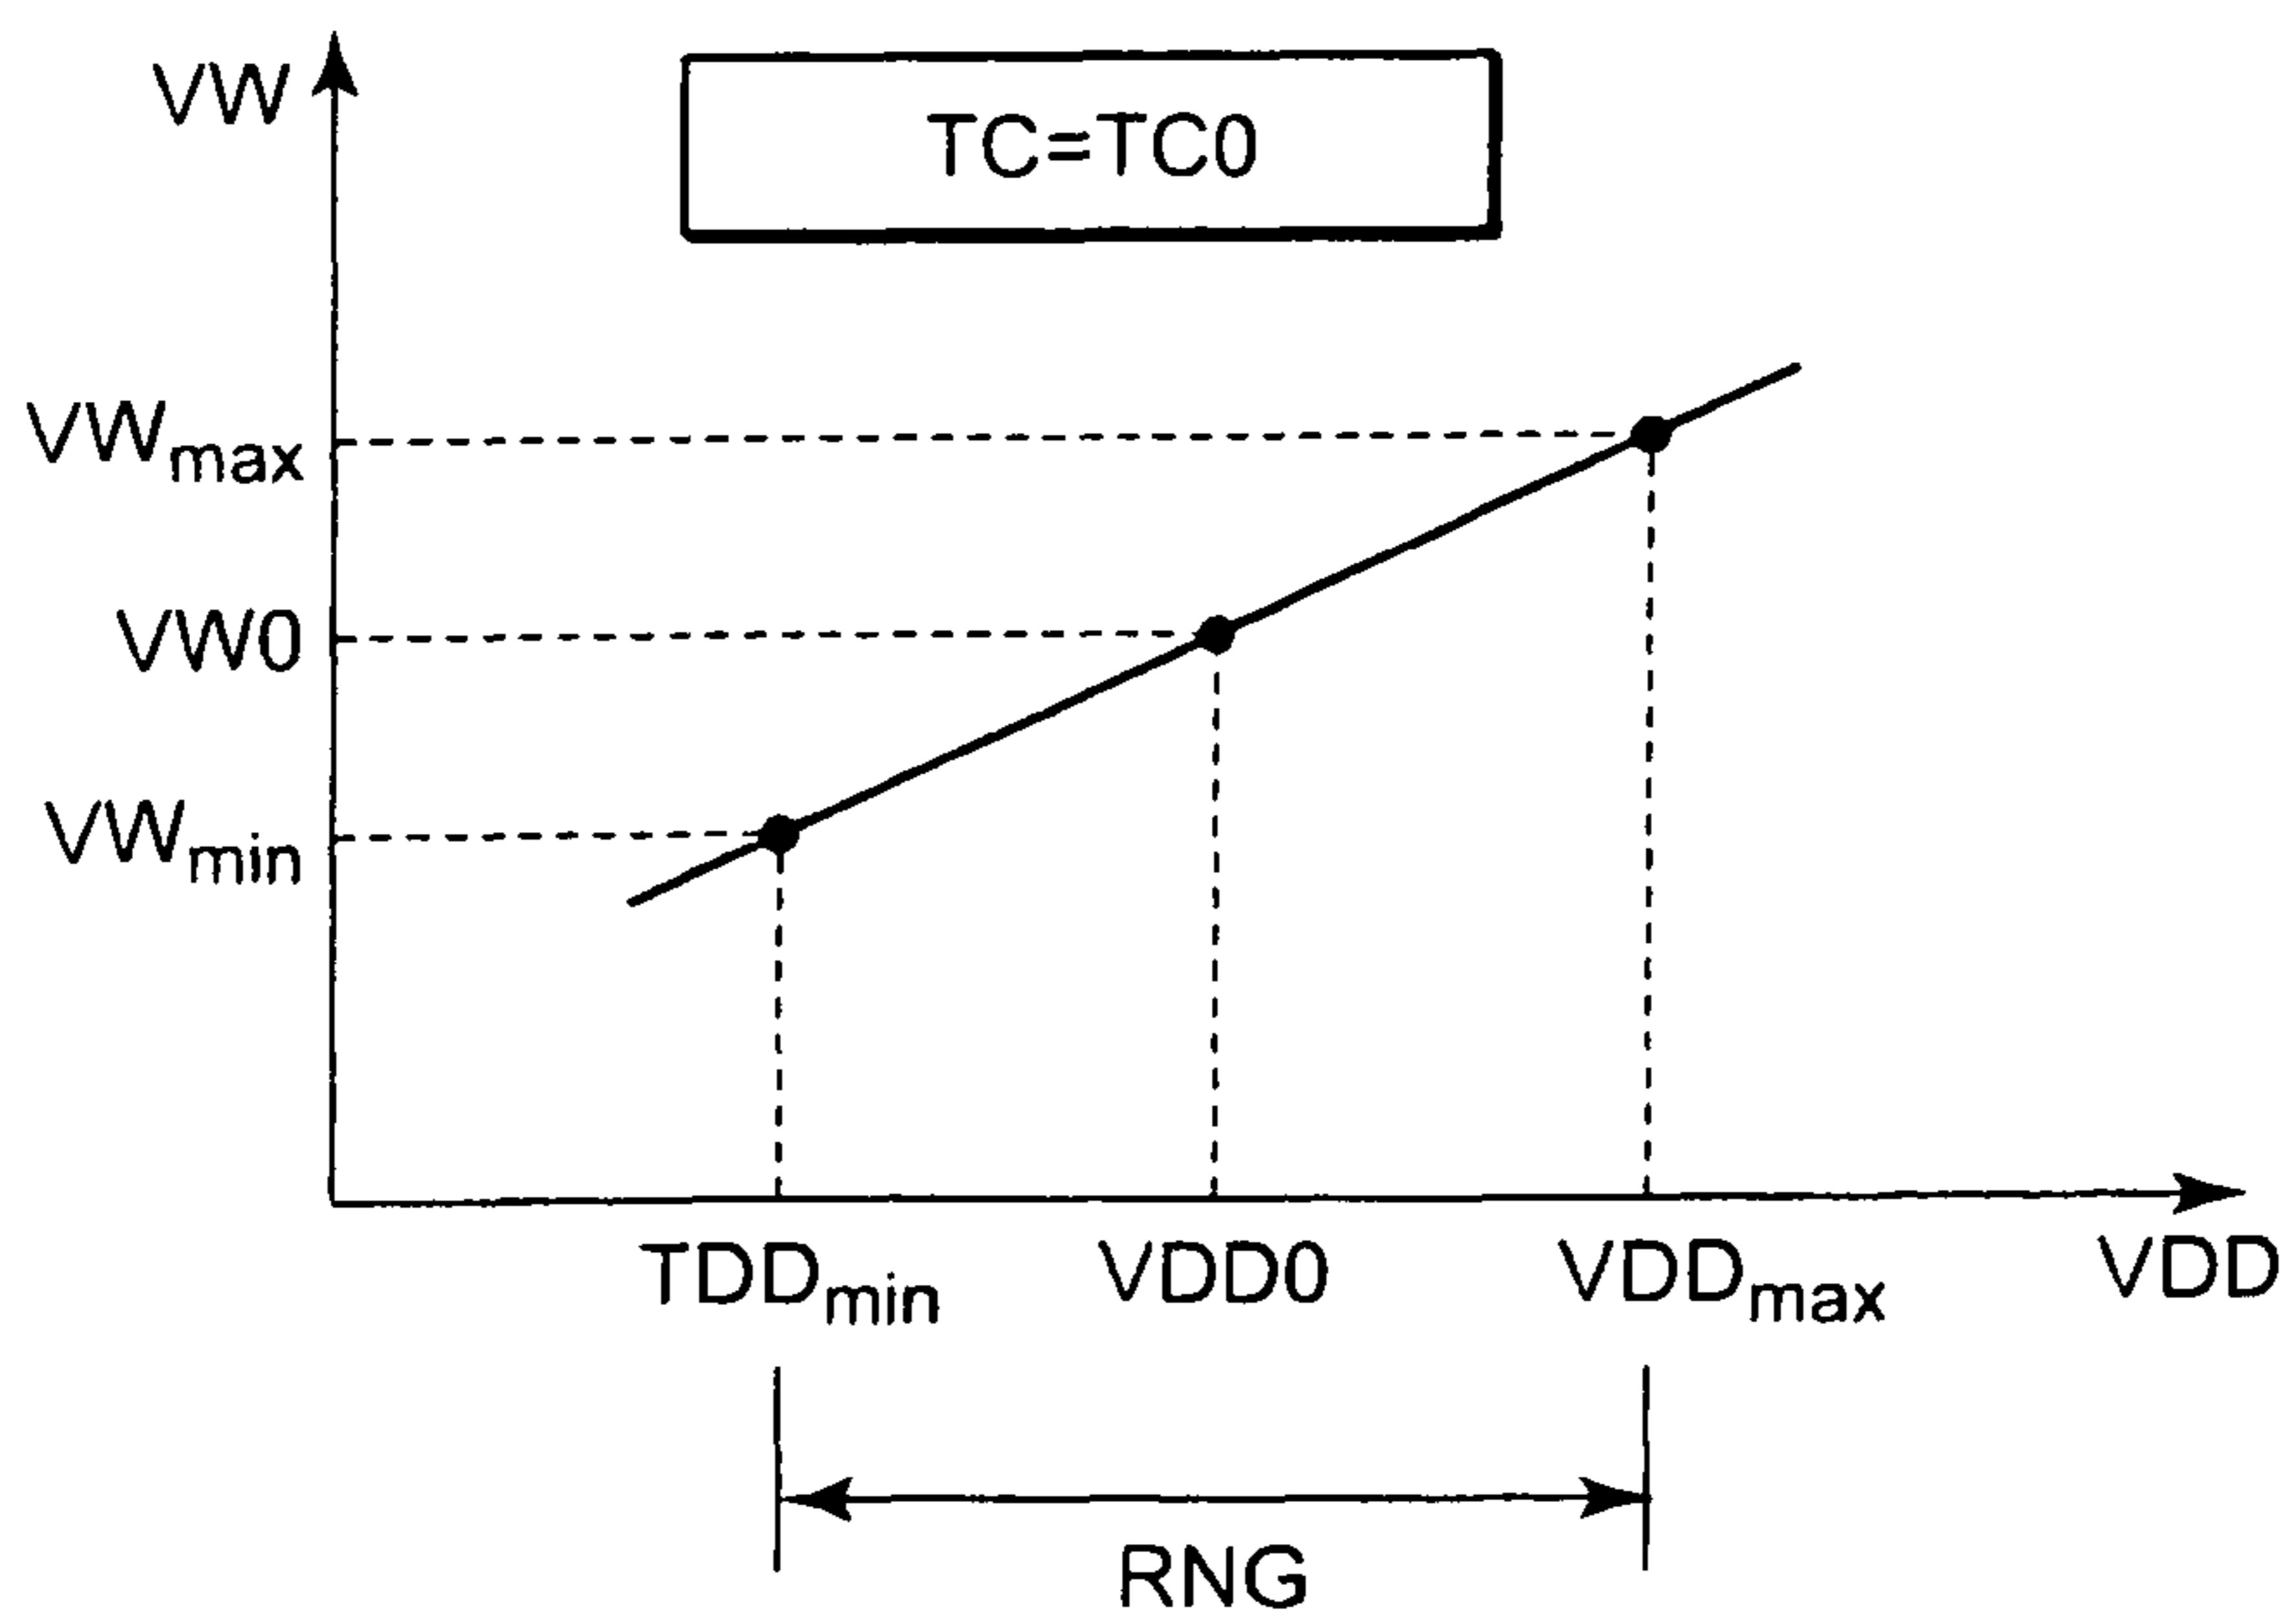 VW
TC=TC0
VWmax
VW0
VWmin
TDDmin VDD0 VDDmax VDD
RNG